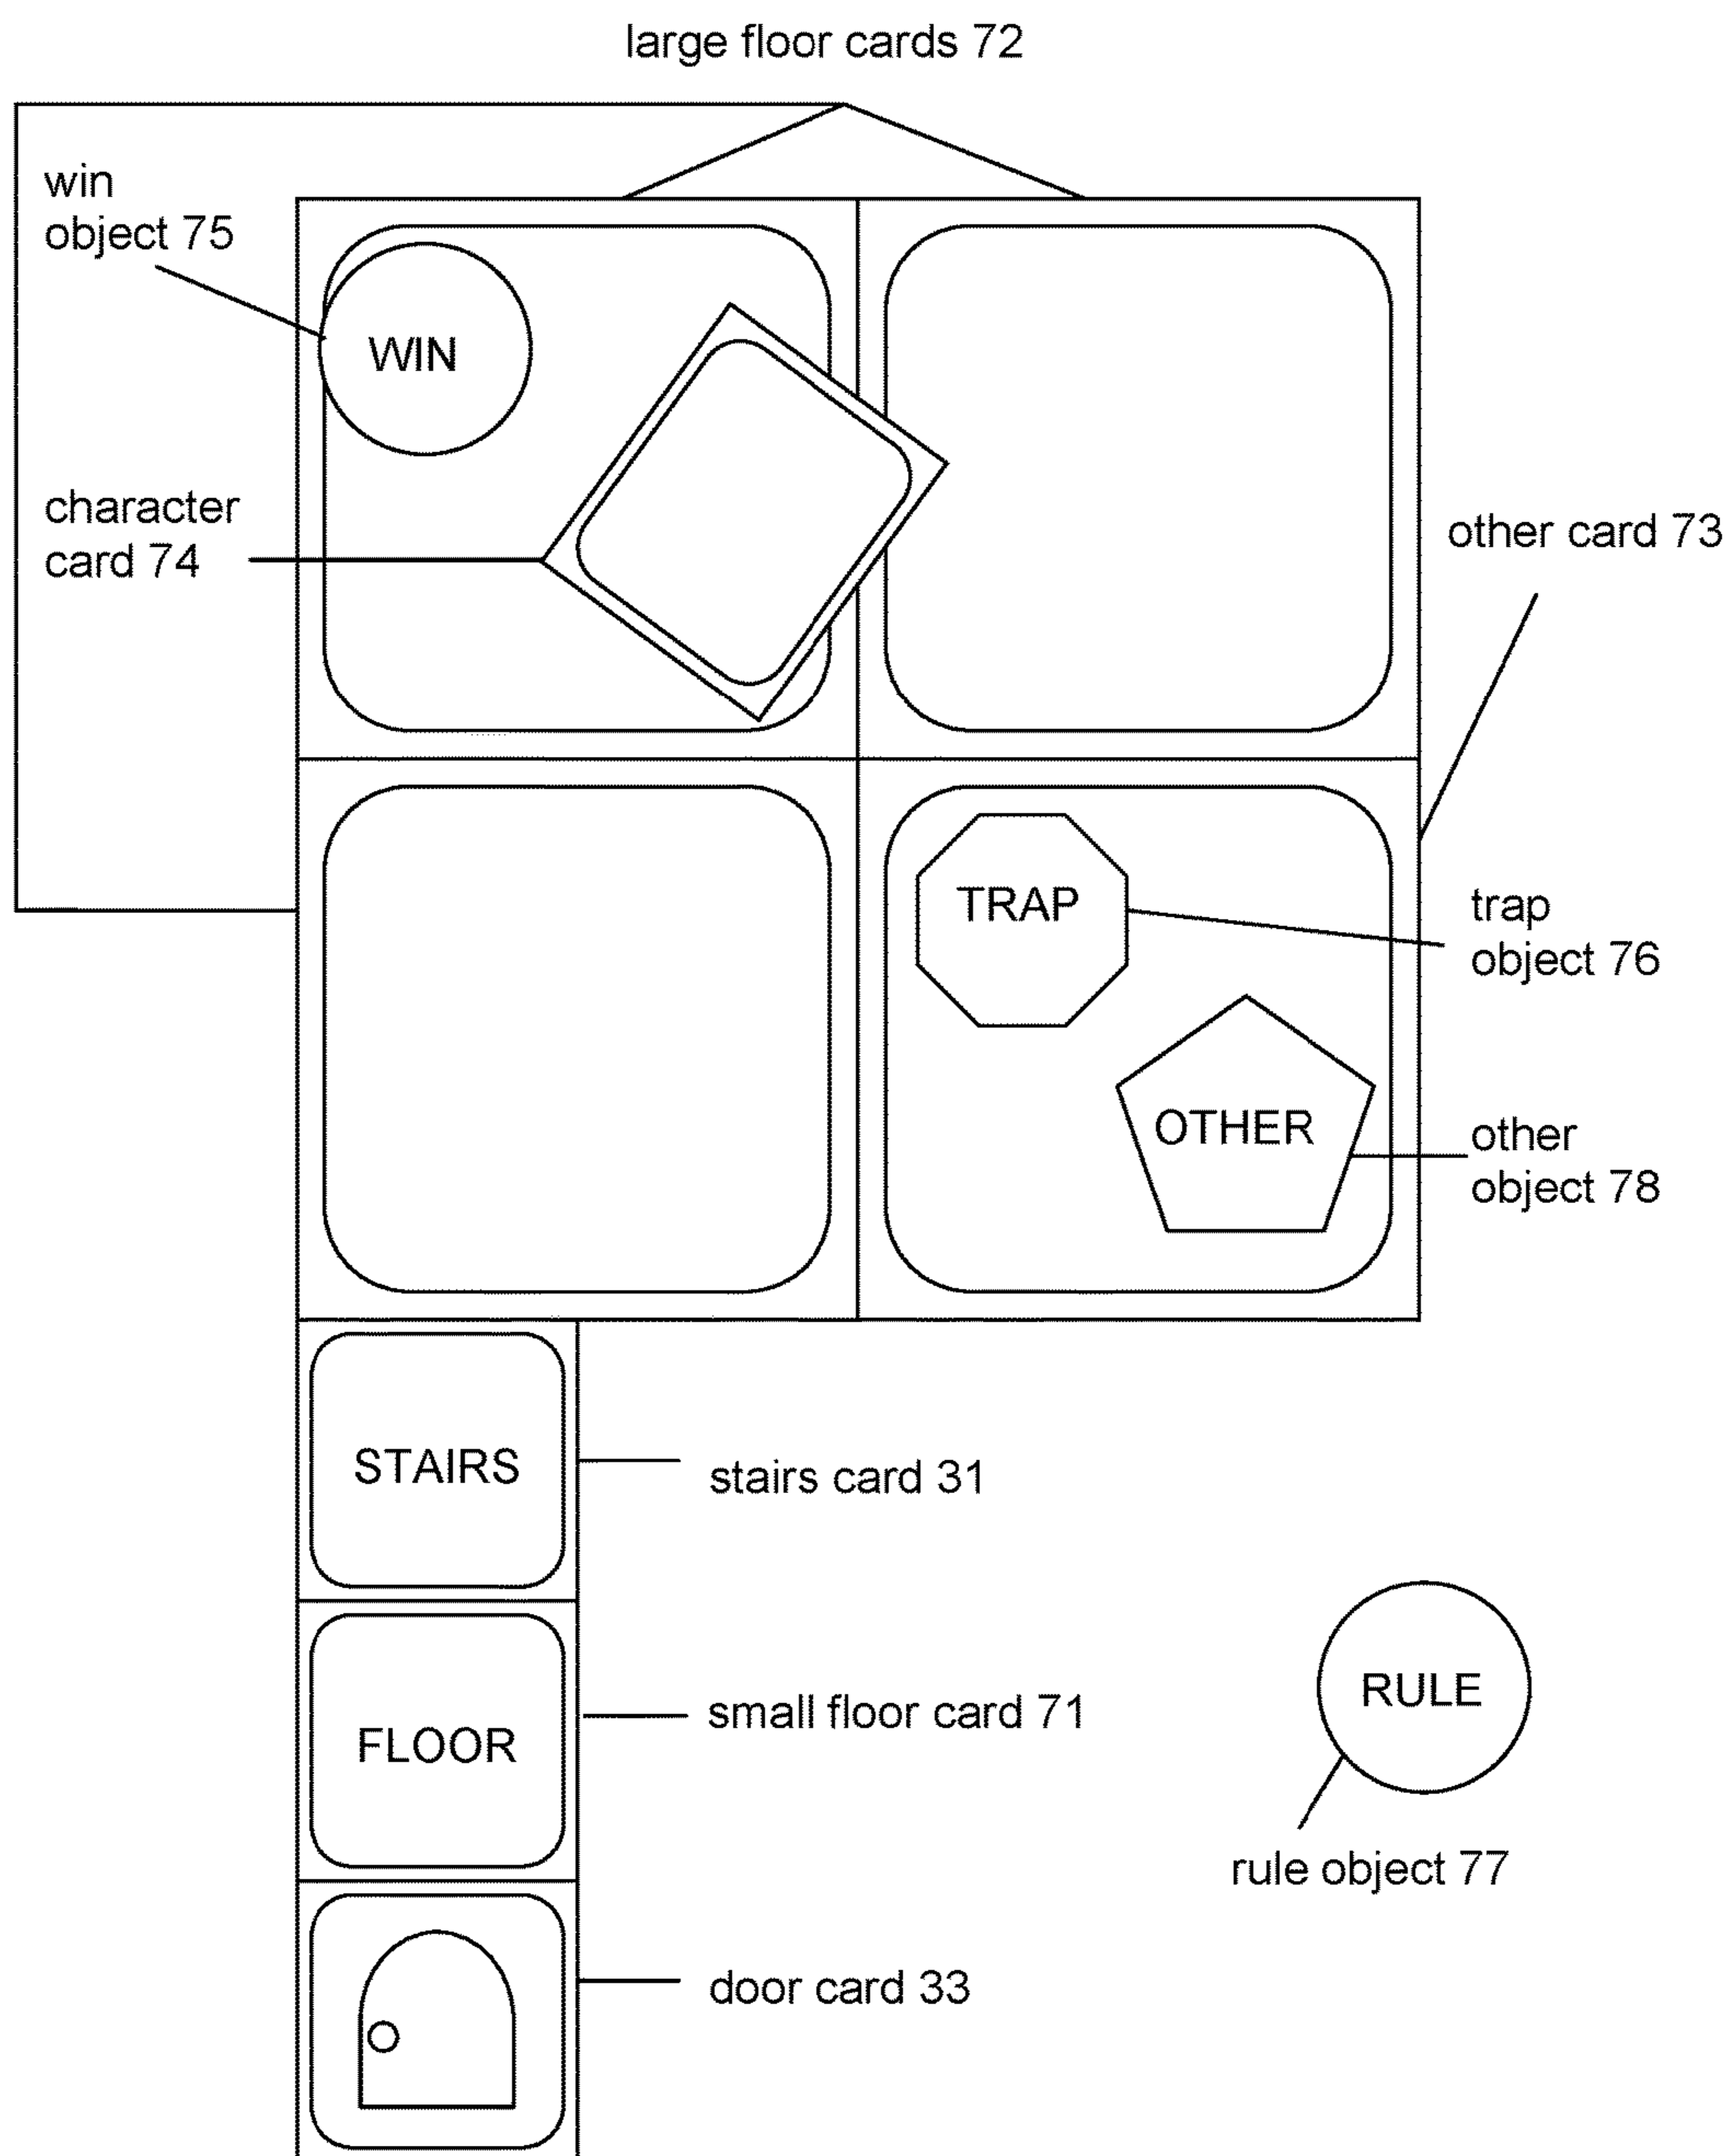 large floor cards 72
win
object 75
WIN
character
card 74
other card 73
TRAP
trap
object 76
OTHER
other
object 78
STAIRS
stairs card 31
FLOOR
small floor card 71
RULE
rule object 77
door card 33